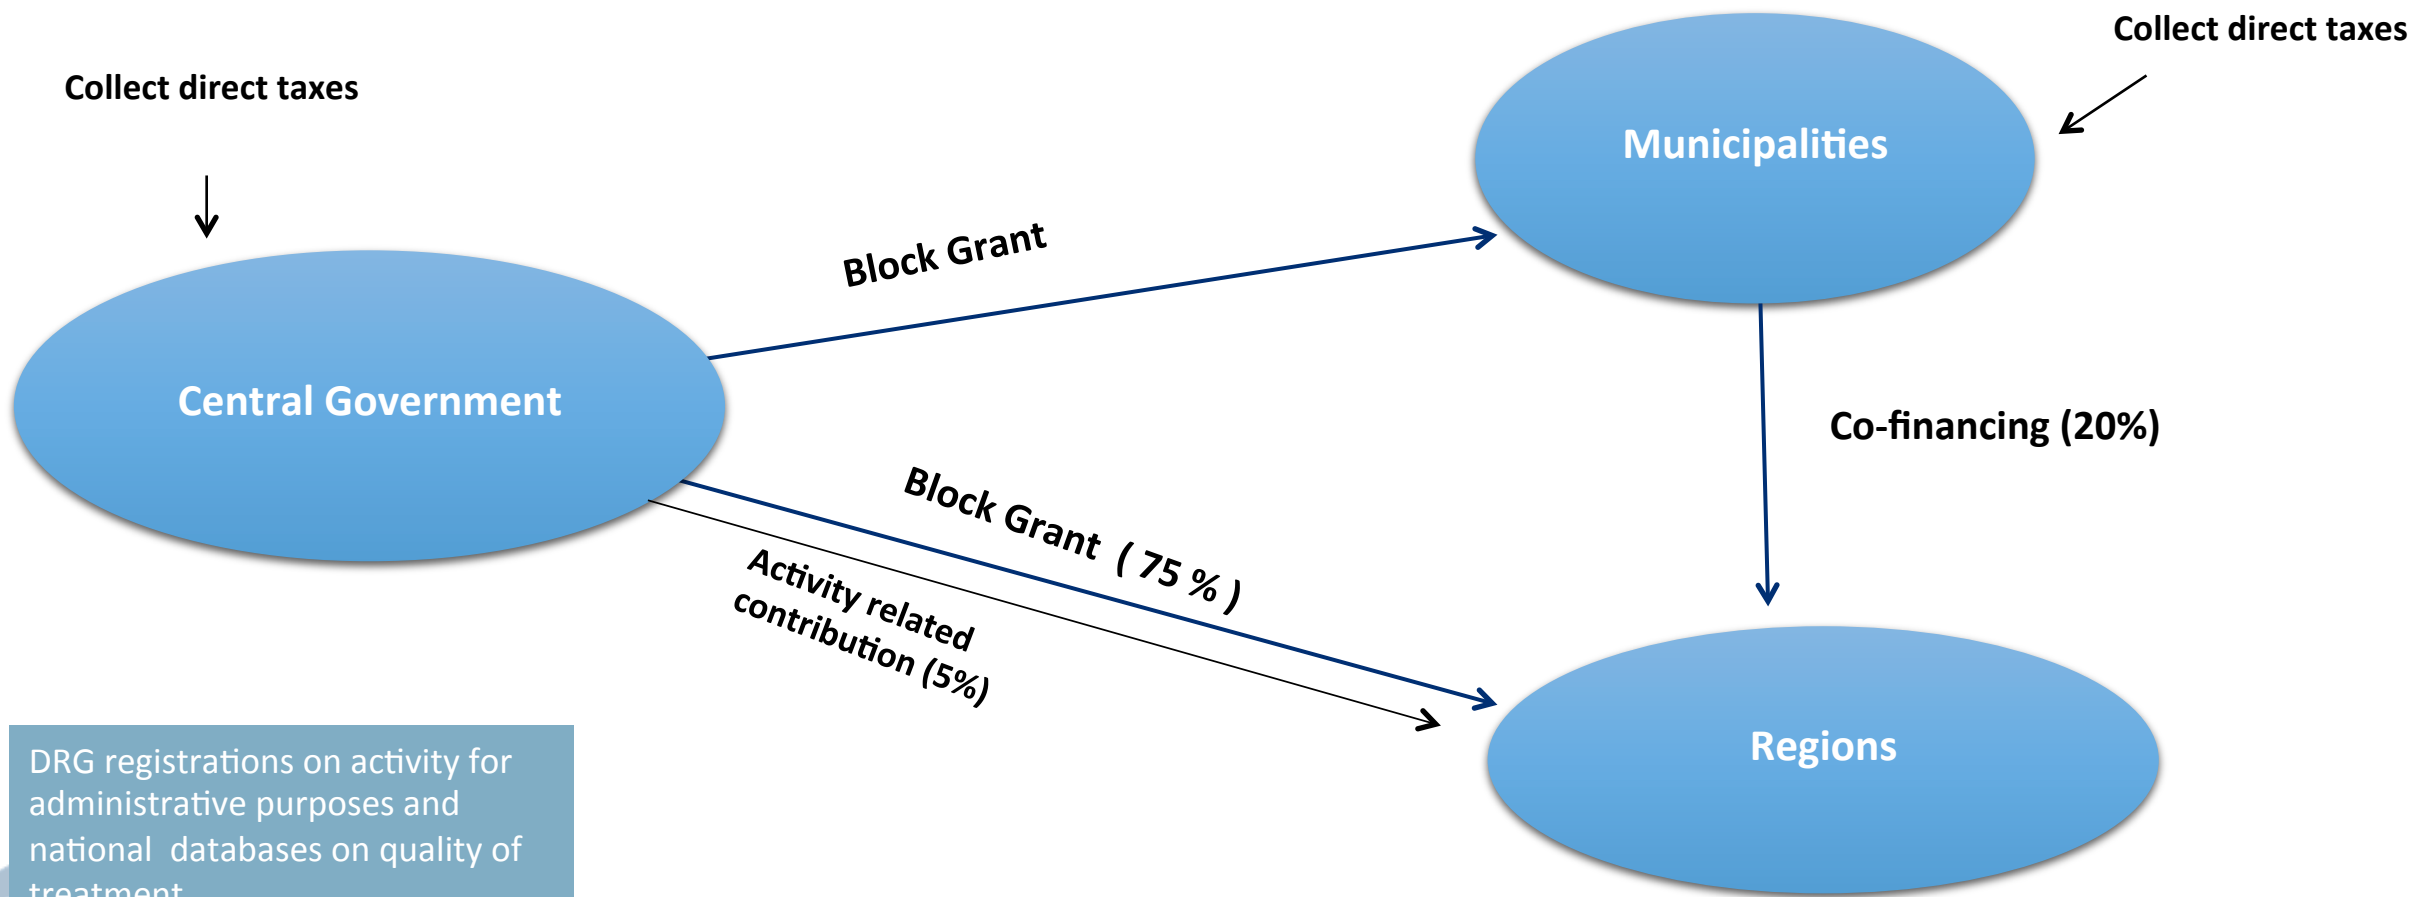 Collect direct taxes
Collect direct taxes
Municipalities
Block Grant
Central Government
Co-financing (20%)
Block Grant ( 75 % )
Activity related
contribution (5%)
Regions
DRG registrations on activity for
administrative purposes and
national databases on quality of
treatment